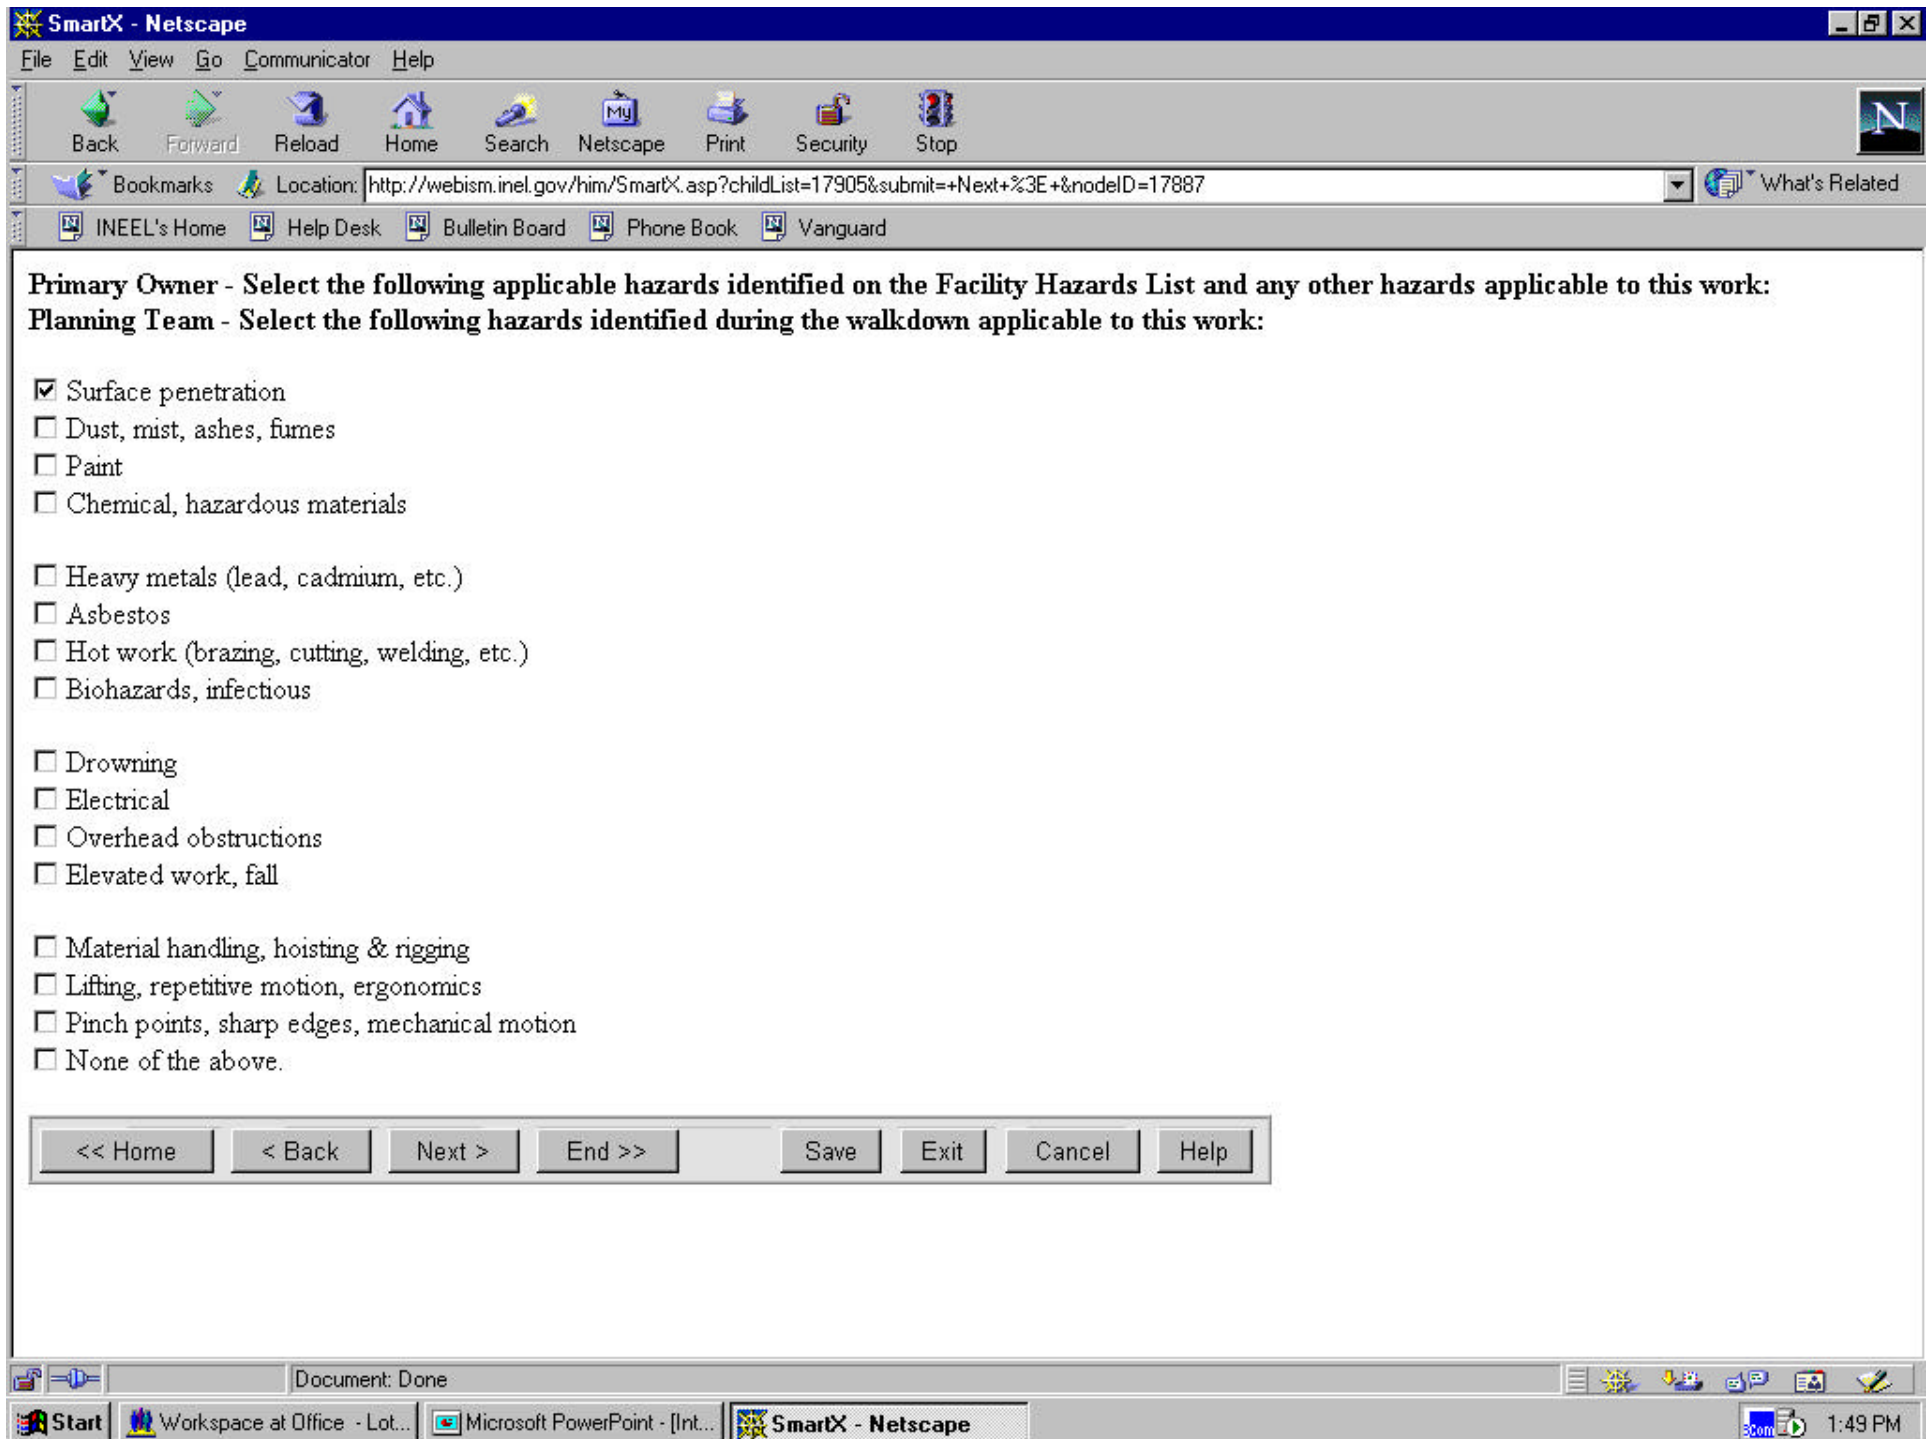 SmartX - Netscape
File Edit View Go Communicator Help
Back Forward Reload Home Search Netscape Print Security Stop
My
N
Bookmarks Location: http://webism.inel.gov/him/SmartX.asp?childList=17905&submit=+Next+%3E+&nodeID=17887 What's Related
INEEL's Home Help Desk Bulletin Board Phone Book Vanguard
Primary Owner - Select the following applicable hazards identified on the Facility Hazards List and any other hazards applicable to this work:
Planning Team - Select the following hazards identified during the walkdown applicable to this work:
Surface penetration
Dust, mist, ashes, fumes
Paint
Chemical, hazardous materials
Heavy metals (lead, cadmium, etc.)
Asbestos
Hot work (brazing, cutting, welding, etc.)
Biohazards, infectious
Drowning
Electrical
Overhead obstructions
Elevated work, fall
Material handling, hoisting & rigging
Lifting, repetitive motion, ergonomics
Pinch points, sharp edges, mechanical motion
None of the above.
<< Home < Back Next > End >> Save Exit Cancel Help
Document: Done
Start Workspace at Office - Lot... Microsoft PowerPoint - [Int... SmartX - Netscape 3Com 1:49 PM